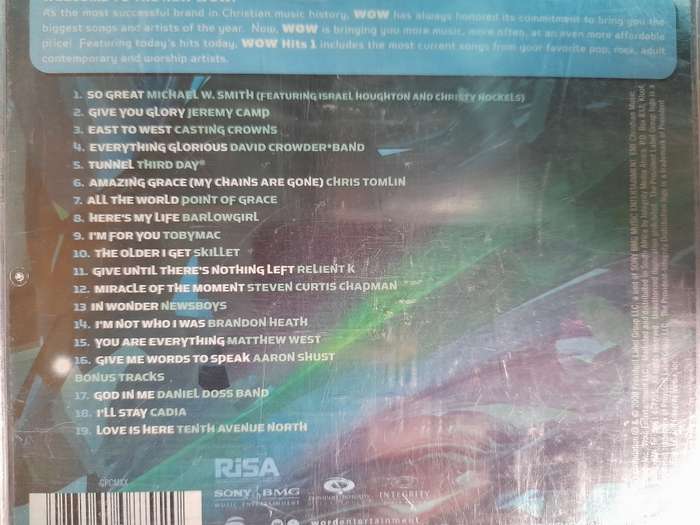 As the most successful brand in Christian music history, WOW has always honored its commitment to bring you the
biggest songs and artists of the year. Now, WOW is bringing you more music, more often, at an even more affordable
price! Featuring today's hits today, WOW Hits 1 includes the most current songs from your favorite pop, rock, adult
contemporary and worship artists.
1. SO GREAT MICHAEL W. SMITH (FEATURING ISRAEL HOUGHTON AND CHRISTY NOCKELS)
2. GIVE YOU GLORY JEREMY CAMP
3. EAST TO WEST CASTING CROWNS
4. EVERYTHING GLORIOUS DAVID CROWDER*BAND
5. TUNNEL THIRD DAY®
6. AMAZING GRACE (MY CHAINS ARE GONE) CHRIS TOMLIN
7. ALL THE WORLD POINT OF GRACE
8. HERE'S MY LIFE BARLOWGIRL
9. I'M FOR YOU TOBYMAC
10. THE OLDER I GET SKILLET
11. GIVE UNTIL THERE'S NOTHING LEFT RELIENT K
12. MIRACLE OF THE MOMENT STEVEN CURTIS CHAPMAN
13 IN WONDER NEWSBOYS
14. I'M NOT WHO I WAS BRANDON HEATH
15. YOU ARE EVERYTHING MATTHEW WEST
16. GIVE ME WORDS TO SPEAK AARON SHUST
BONUS TRACKS
17. GOD IN ME DANIEL DOSS BAND
18. I'LL STAY CADIA
19. LOVE IS HERE TENTH AVENUE NORTH
RiSA
CPCMXX
SONY BMG
MUSIC ENTERTAINMENT
INTEGRITY
wordentertainment